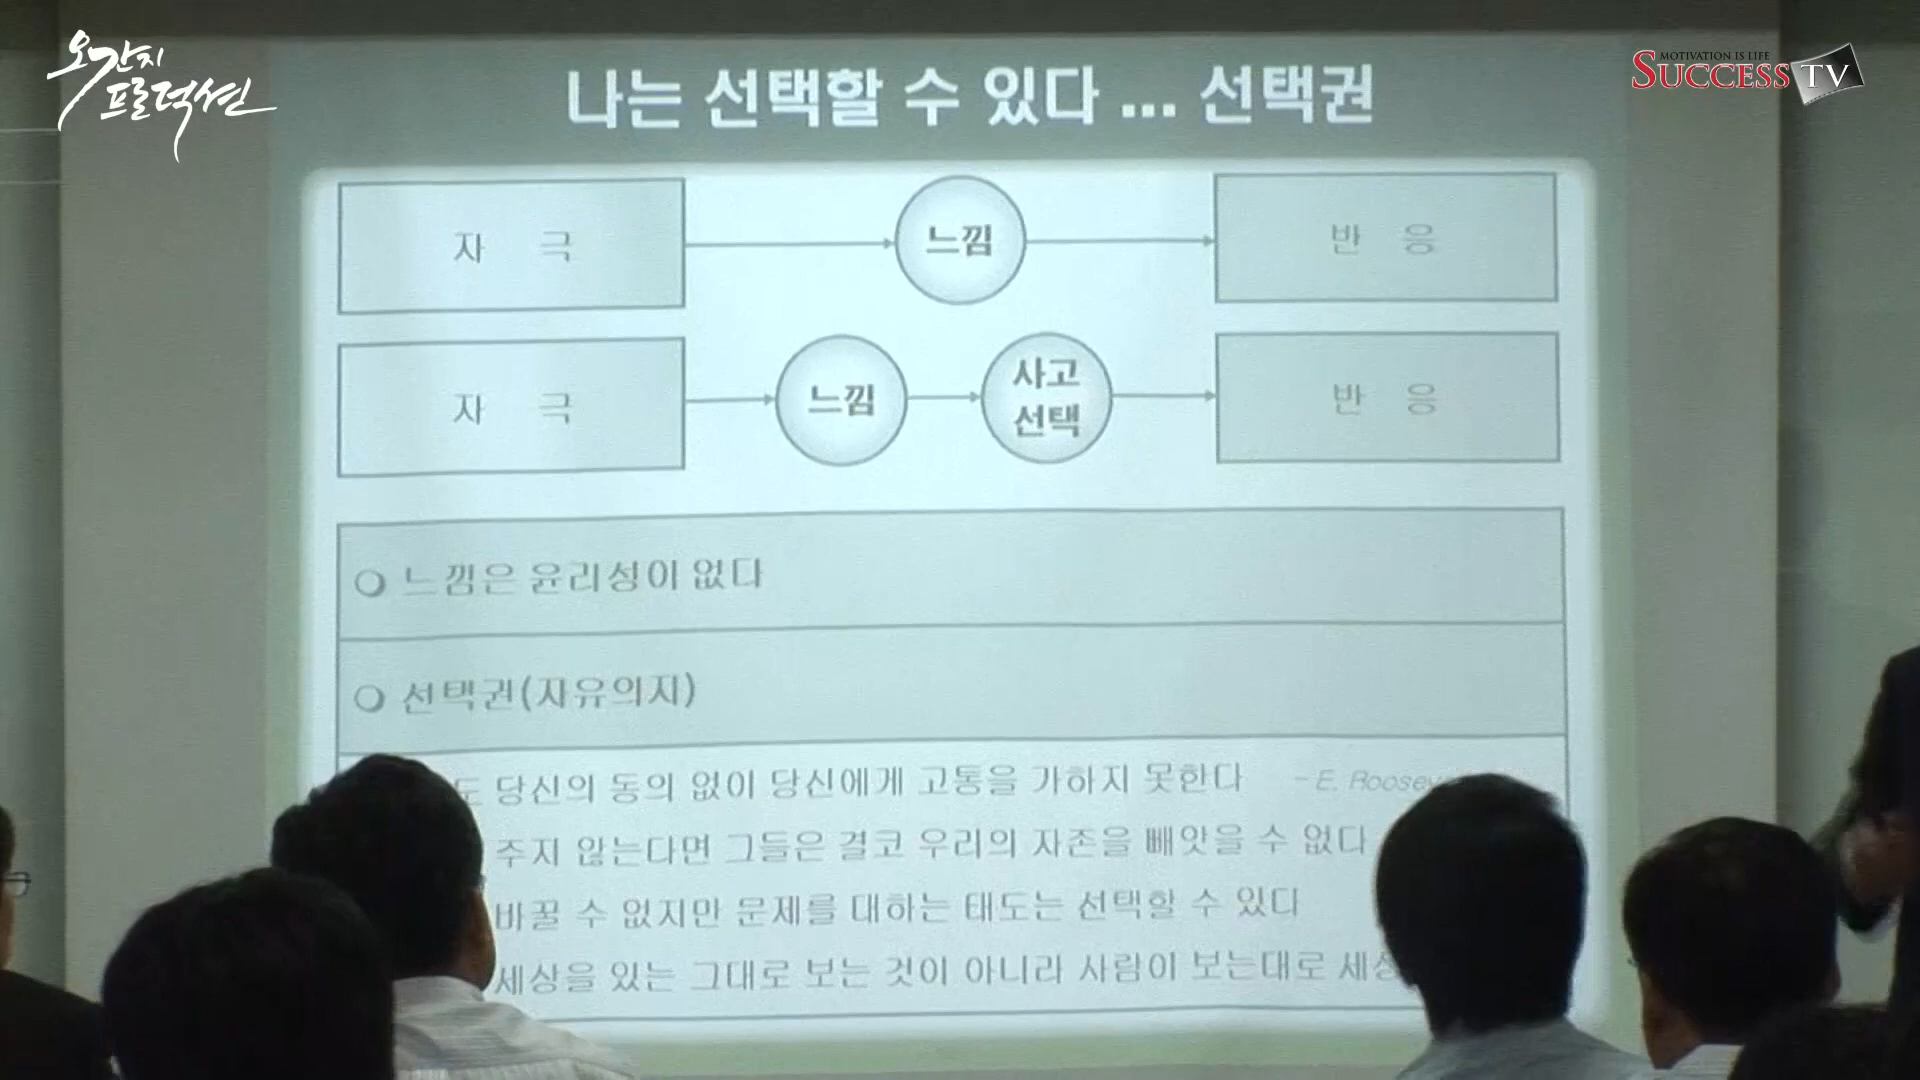 오간지
프로덕션
MOTIVATION IS LIFE
SUCCESS TV
나는 선택할 수 있다 ... 선택권
자 극 느낌 반 응
자 극 느낌 사고 선택 반 응
○ 느낌은 윤리성이 없다
○ 선택권(자유의지)
당신의 동의 없이 당신에게 고통을 가하지 못한다 - E.
주지 않는다면 그들은 결코 우리의 자존을 빼앗을 수 없다
바꿀 수 없지만 문제를 대하는 태도는 선택할 수 있다
세상을 있는 그대로 보는 것이 아니라 사람이 보는대로